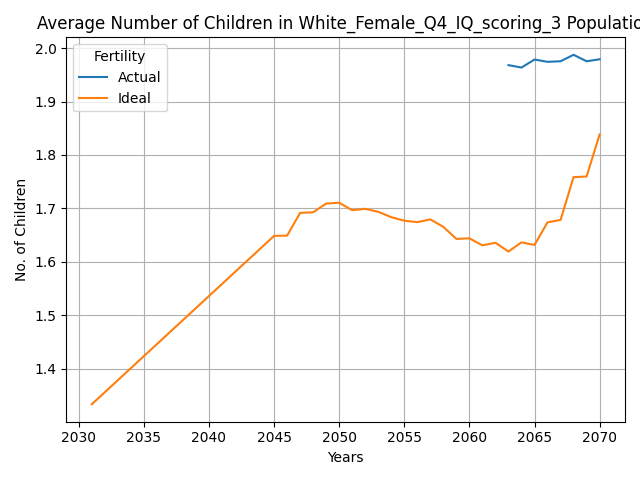 Average Number of Children in White_Female_Q4_IQ_scoring_3 Populatio
Fertility
Actual
Ideal
2.0
1.9
1.8
1.7
1.6
1.5
1.4
No. of Children
2030 2035 2040 2045 2050 2055 2060 2065 2070
Years